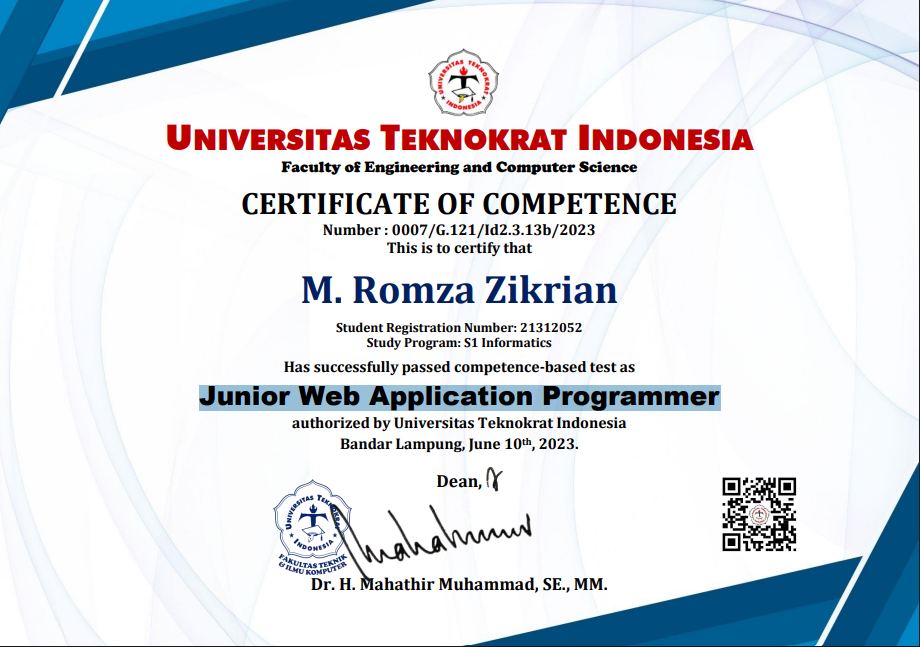 UNIVERSITAS TEKNOKRAT
INDONESIA
UNIVERSITAS TEKNOKRAT INDONESIA
Faculty of Engineering and Computer Science
CERTIFICATE OF COMPETENCE
Number : 0007/G.121/Id2.3.13b/2023
This is to certify that
M. Romza Zikrian
Student Registration Number: 21312052
Study Program: S1 Informatics
Has successfully passed competence-based test as
Junior Web Application Programmer
authorized by Universitas Teknokrat Indonesia
Bandar Lampung, June 10th, 2023.
Dean,
UNIVERSITAS TEKNOKRAT
INDONESIA
FAKULTAS TEKNIK
& ILMU KOMPUTER
Dr. H. Mahathir Muhammad, SE., MM.